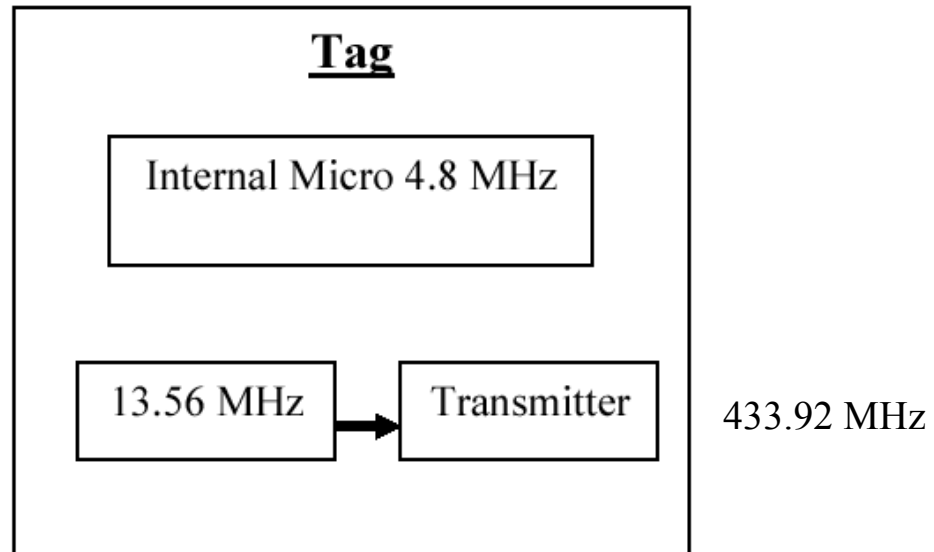 Tag
Internal Micro 4.8 MHz
13.56 MHz
Transmitter
433.92 MHz